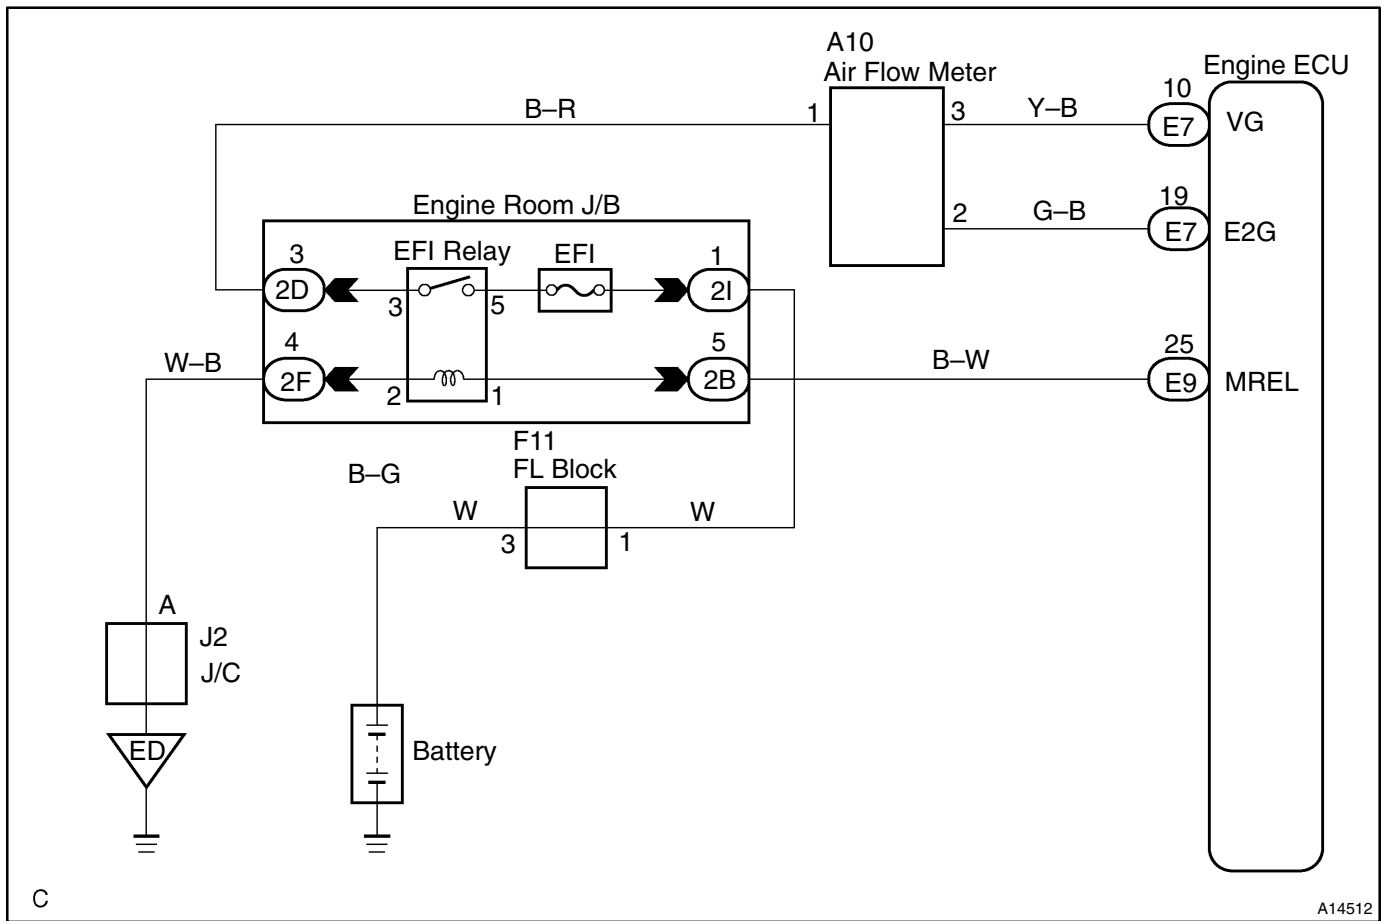 A10
Air Flow Meter
Engine ECU
B–R
1
3
Y–B
10
E7
VG
2
G–B
19
E7
E2G
Engine Room J/B
3
2D
EFI Relay
EFI
1
2I
3
5
4
2F
5
2B
2
1
W–B
B–W
25
E9
MREL
F11
FL Block
B–G
W
W
3
1
A
J2
J/C
ED
Battery
C
A14512